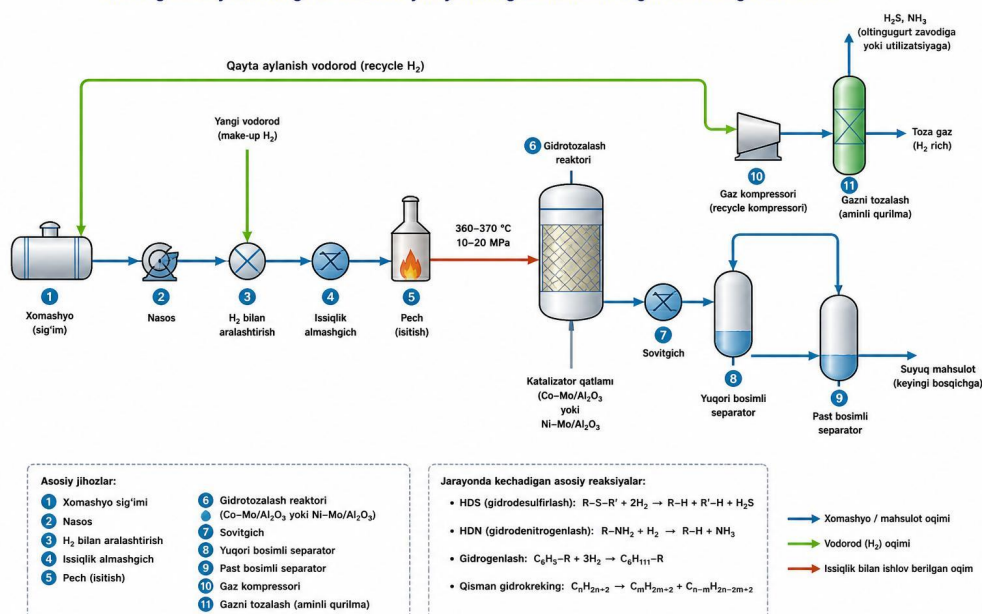 H₂S, NH₃
(oltingugurt zavodiga
yoki utilizatsiyaga)
Qayta aylanish vodorod (recycle H₂)
Yangi vodorod
(make-up H₂)
6 Gidrotozalash
reaktori
Toza gaz
(H₂ rich)
10
Gaz kompressori
(recycle kompressori)
11
Gazni tozalash
(aminli qurilma)
360–370 °C
10–20 MPa
1
Xomashyo
(sig'im)
2
Nasos
3
H₂ bilan
aralashtirish
4
Issiqlik
almashgich
5
Pech
(isitish)
7
Sovitgich
8
Yuqori bosimli
separator
9
Past bosimli
separator
Suyuq mahsulot
(keyingi bosqichga)
Katalizator qatlamı
(Co–Mo/Al₂O₃
yoki
Ni–Mo/Al₂O₃
Asosiy jihozlar:
1 Xomashyo sig'imi
2 Nasos
3 H₂ bilan aralashtirish
4 Issiqlik almashgich
5 Pech (isitish)
6 Gidrotozalash reaktori
(Co–Mo/Al₂O₃ yoki Ni–Mo/Al₂O₃)
7 Sovitgich
8 Yuqori bosimli separator
9 Past bosimli separator
10 Gaz kompressori
11 Gazni tozalash (aminli qurilma)
Jarayonda kechadigan asosiy reaksiyalar:
• HDS (gidrodesulfirlash): R–S–R' + 2H₂ → R–H + R'–H + H₂S
• HDN (gidrodenitrogenlash): R–NH₂ + H₂ → R–H + NH₃
• Gidrogenlash: C₆H₅–R + 3H₂ → C₆H₁₁₁–R
• Qisman gidrokreking: CₙH₂ₙ₊₂ → CₘH₂ₘ₊₂ + Cₙ₋ₘH₂ₙ₋₂ₘ₊₂
Xomashyo / mahsulot oqimi
Vodorod (H₂) oqimi
Issiqlik bilan ishlov berilgan oqim